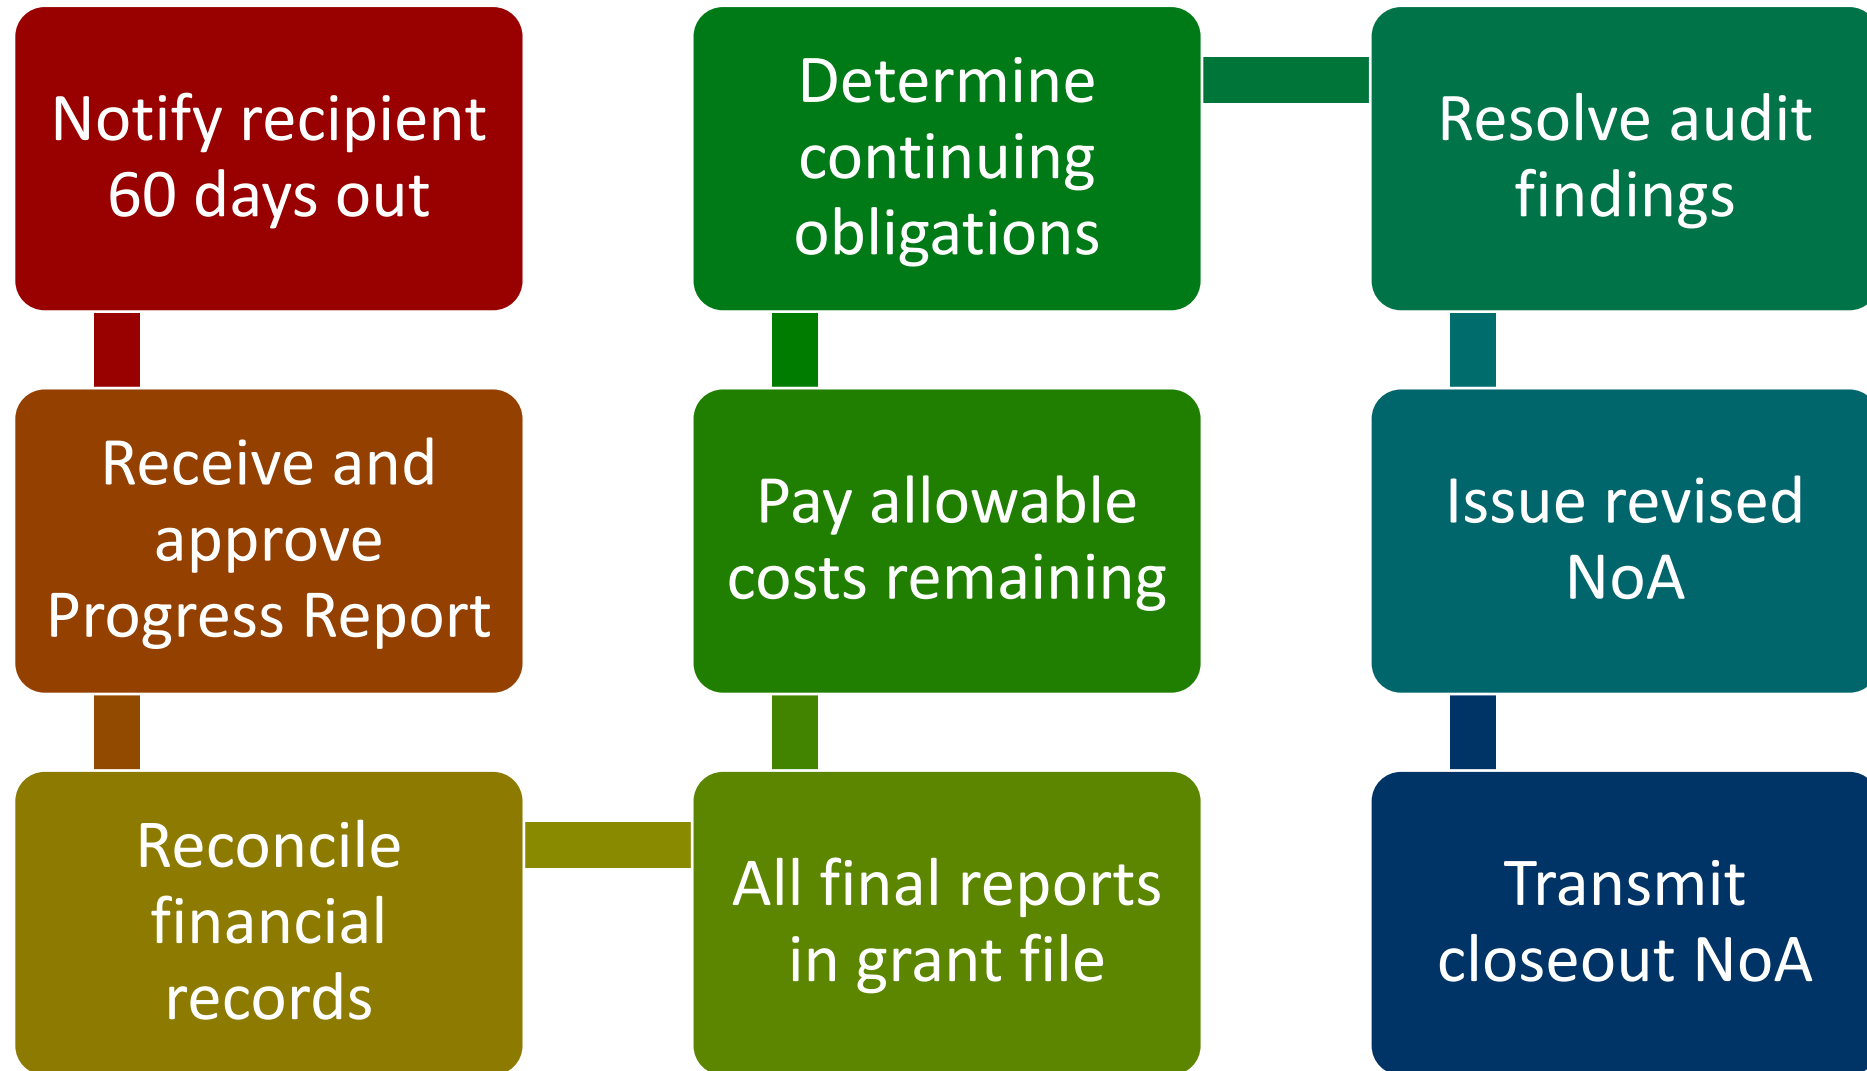 Notify recipient
60 days out
Receive and
approve
Progress Report
Reconcile
financial
records
All final reports
in grant file
Pay allowable
costs remaining
Determine
continuing
obligations
Resolve audit
findings
Issue revised
NoA
Transmit
closeout NoA